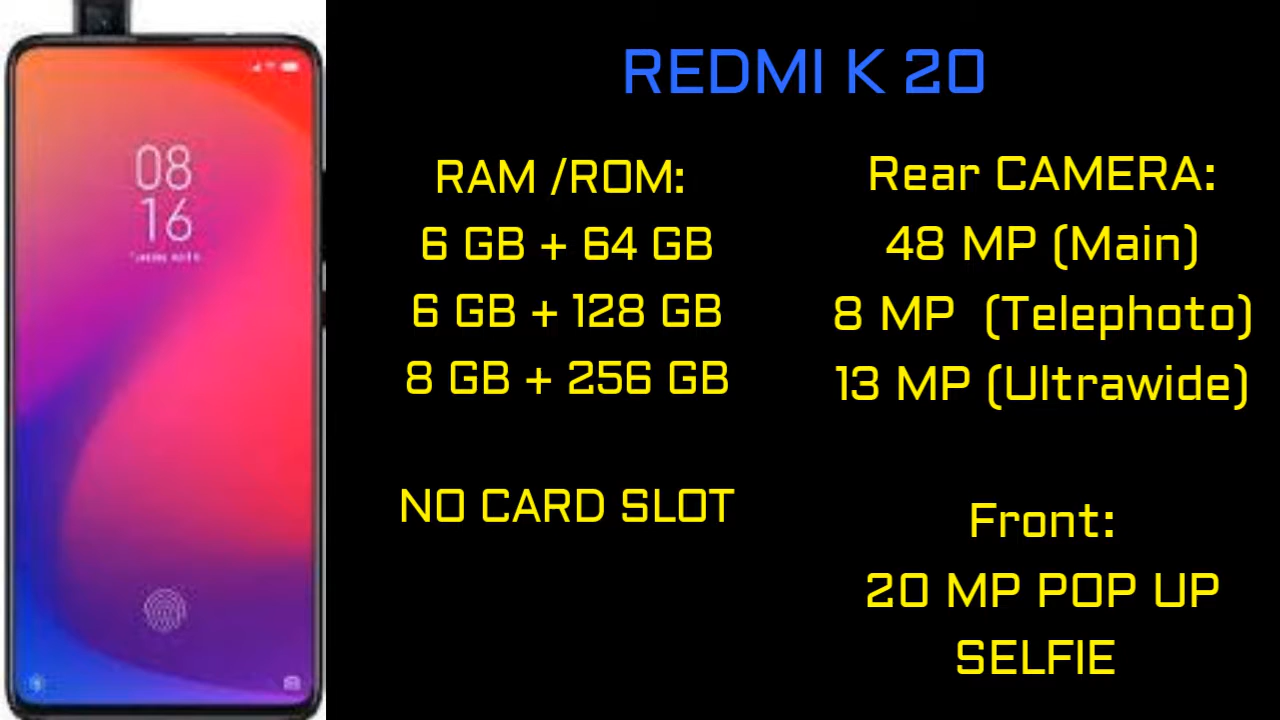 REDMI K 20
08
16
RAM /ROM:
6 GB + 64 GB
6 GB + 128 GB
8 GB + 256 GB
NO CARD SLOT
Rear CAMERA:
48 MP (Main)
8 MP (Telephoto)
13 MP (Ultrawide)
Front:
20 MP POP UP
SELFIE